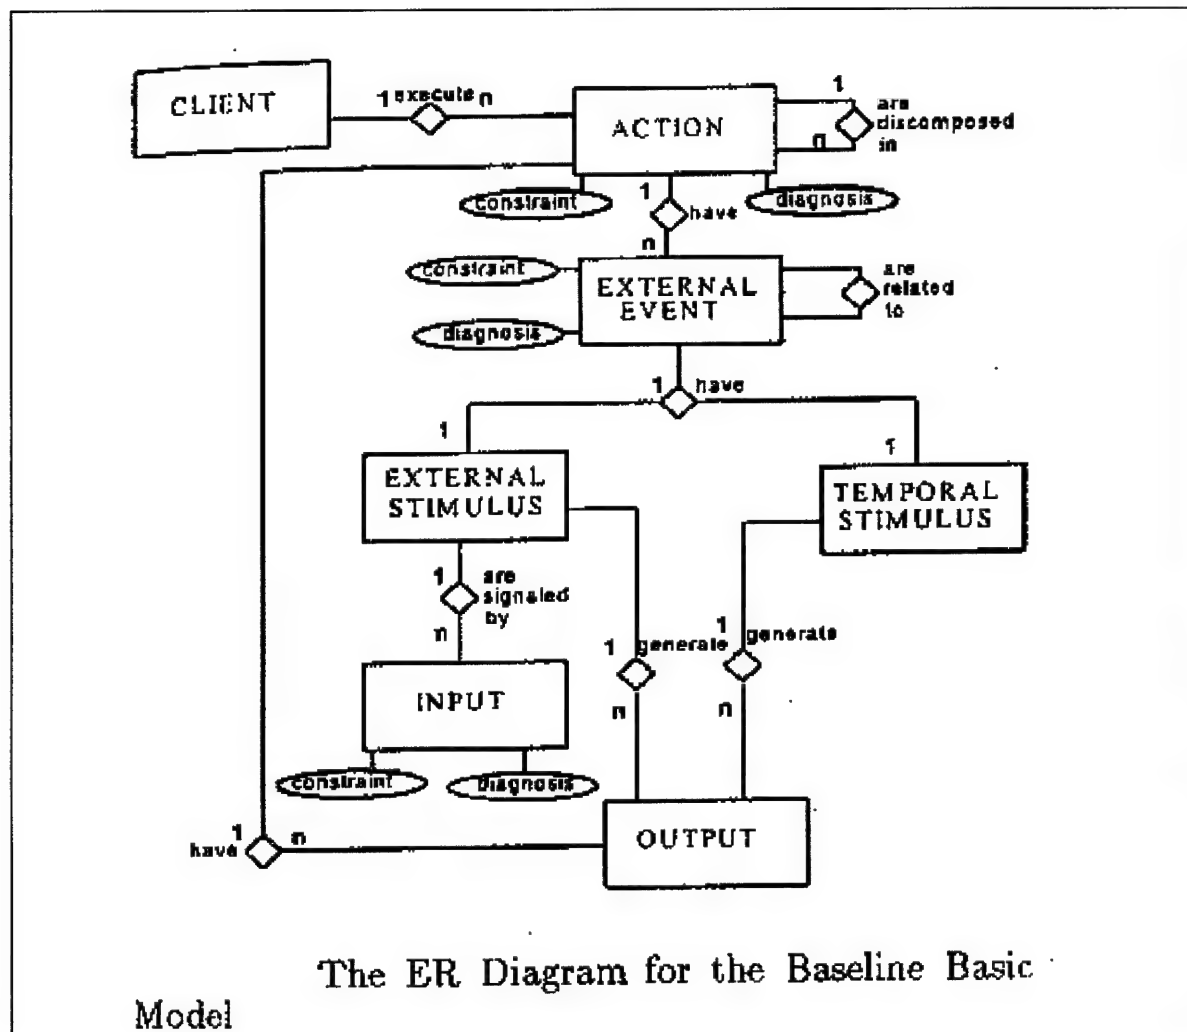 CLIENT
1 execute n
ACTION
1
are
discomposed
n
in
constraint
1
have
diagnosis
n
constraint
EXTERNAL
EVENT
are
related
to
diagnosis
1 have
1
1
EXTERNAL
STIMULUS
TEMPORAL
STIMULUS
1 are
signaled
by
n
1 generate
1 generate
n
n
INPUT
constraint
diagnosis
OUTPUT
1
n
have
The ER Diagram for the Baseline Basic
Model